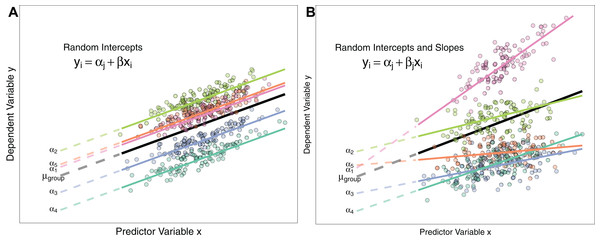 A
Random Intercepts
yᵢ = αⱼ + βxᵢ
Dependent Variable y
α₂
α₅
α₁
μgroup
α₃
α₄
Predictor Variable x
B
Random Intercepts and Slopes
yᵢ = αⱼ + βⱼxᵢ
Dependent Variable y
α₂
α₅
α₁
μgroup
α₃
α₄
Predictor Variable x